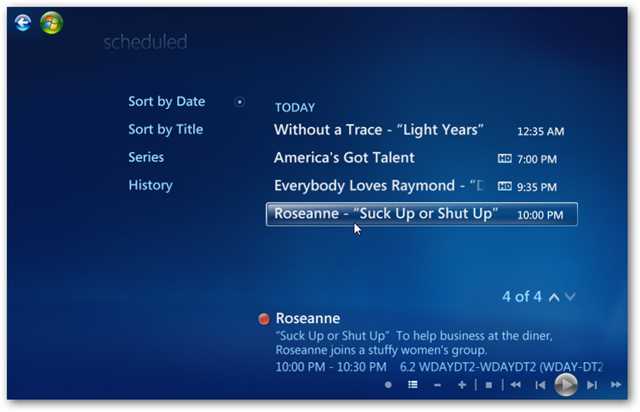 scheduled
Sort by Date
Sort by Title
Series
History
TODAY
Without a Trace - “Light Years” 12:35 AM
America's Got Talent HD 7:00 PM
Everybody Loves Raymond - “D HD 9:35 PM
Roseanne - “Suck Up or Shut Up” 10:00 PM
4 of 4
Roseanne
“Suck Up or Shut Up” To help business at the diner,
Roseanne joins a stuffy women's group.
10:00 PM - 10:30 PM 6.2 WDAYDT2-WDAYDT2 (WDAY-DT2